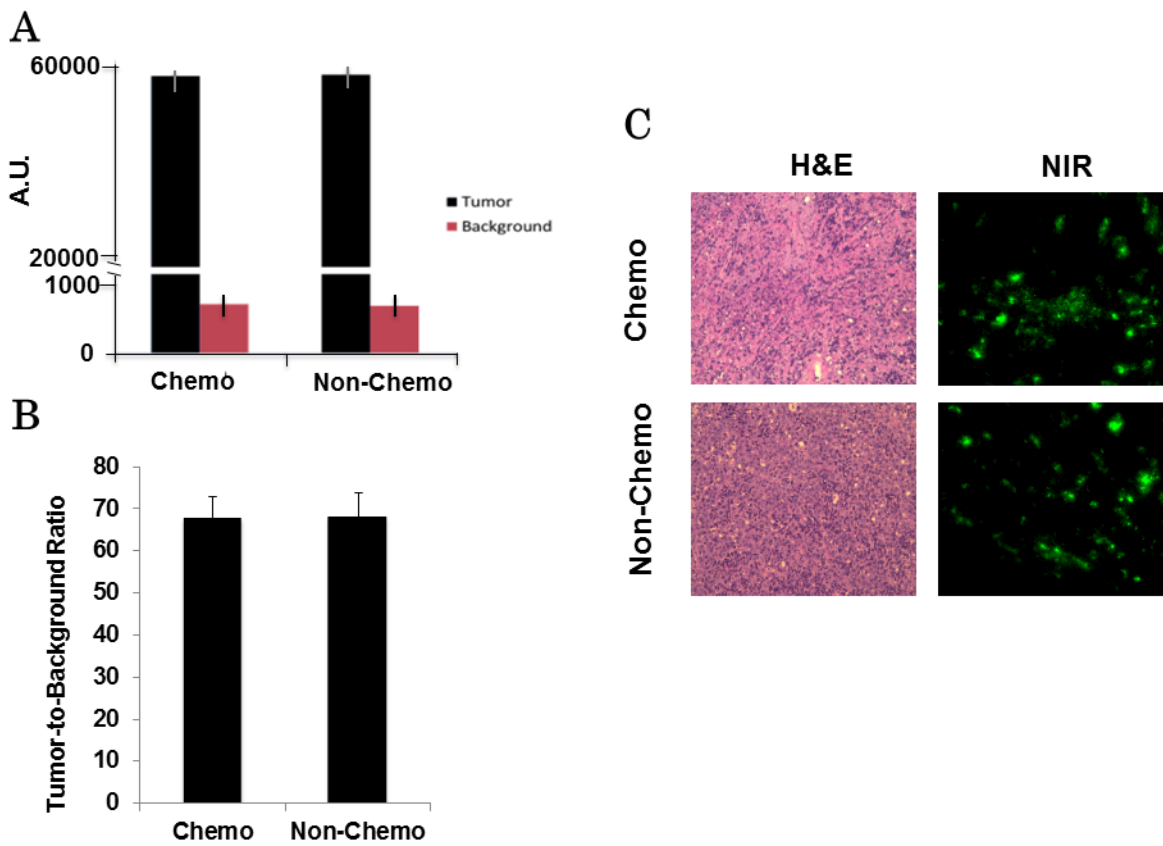 A
60000
20000
1000
0
A.U.
Tumor
Background
Chemo Non-Chemo
B
80
70
60
50
40
30
20
10
0
Tumor-to-Background Ratio
Chemo Non-Chemo
C
H&E NIR
Chemo
Non-Chemo